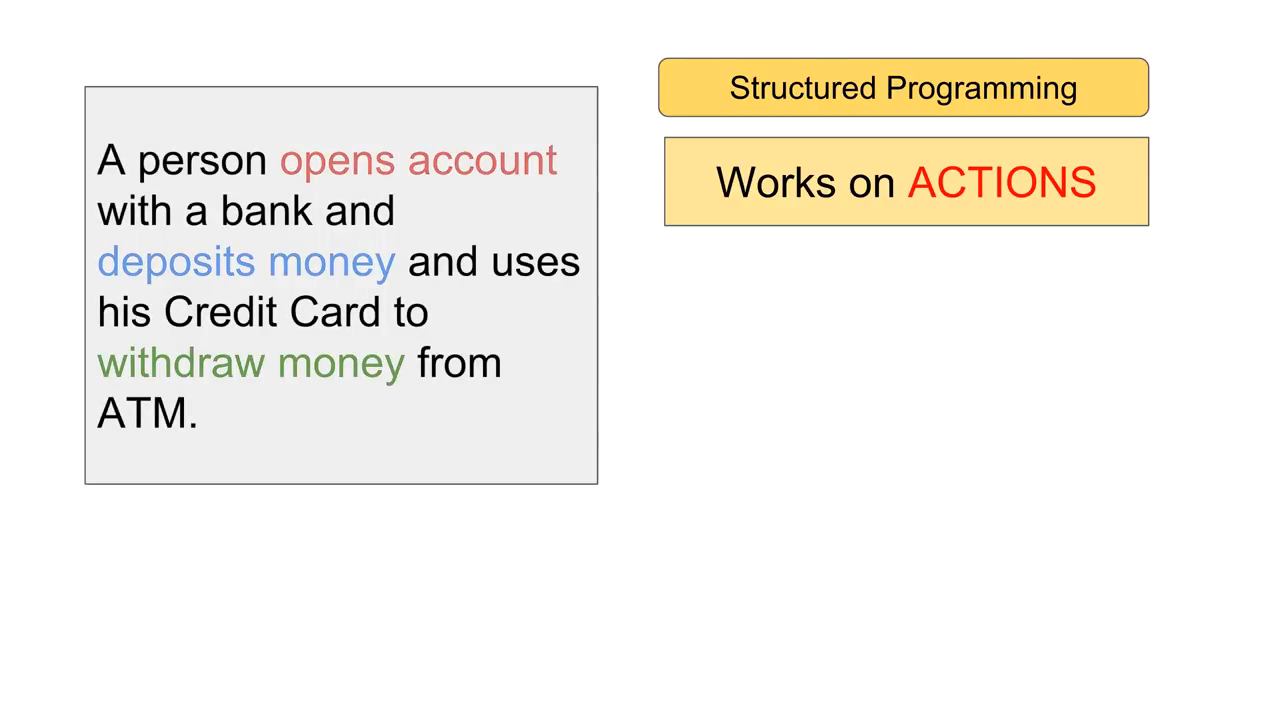 A person opens account
with a bank and
deposits money and uses
his Credit Card to
withdraw money from
ATM.
Structured Programming
Works on ACTIONS